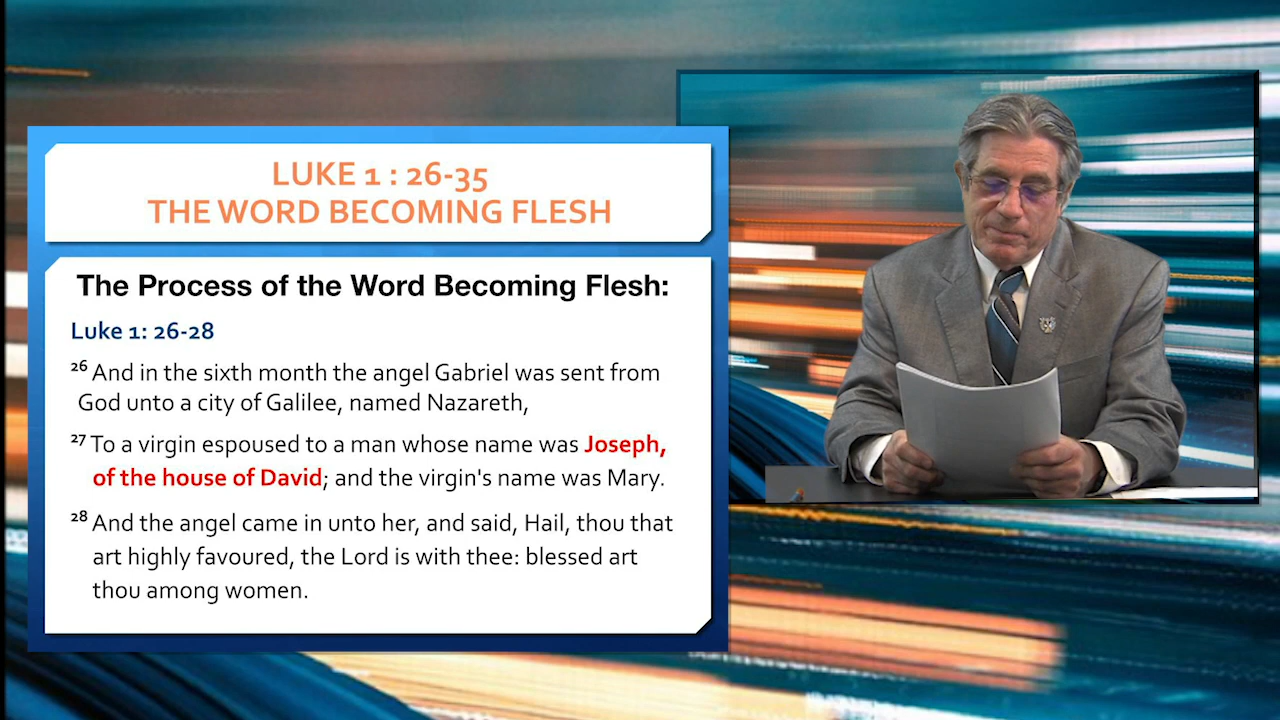 LUKE 1 : 26-35
THE WORD BECOMING FLESH
The Process of the Word Becoming Flesh:
Luke 1: 26-28
26 And in the sixth month the angel Gabriel was sent from
God unto a city of Galilee, named Nazareth,
27 To a virgin espoused to a man whose name was Joseph,
of the house of David; and the virgin's name was Mary.
28 And the angel came in unto her, and said, Hail, thou that
art highly favoured, the Lord is with thee: blessed art
thou among women.